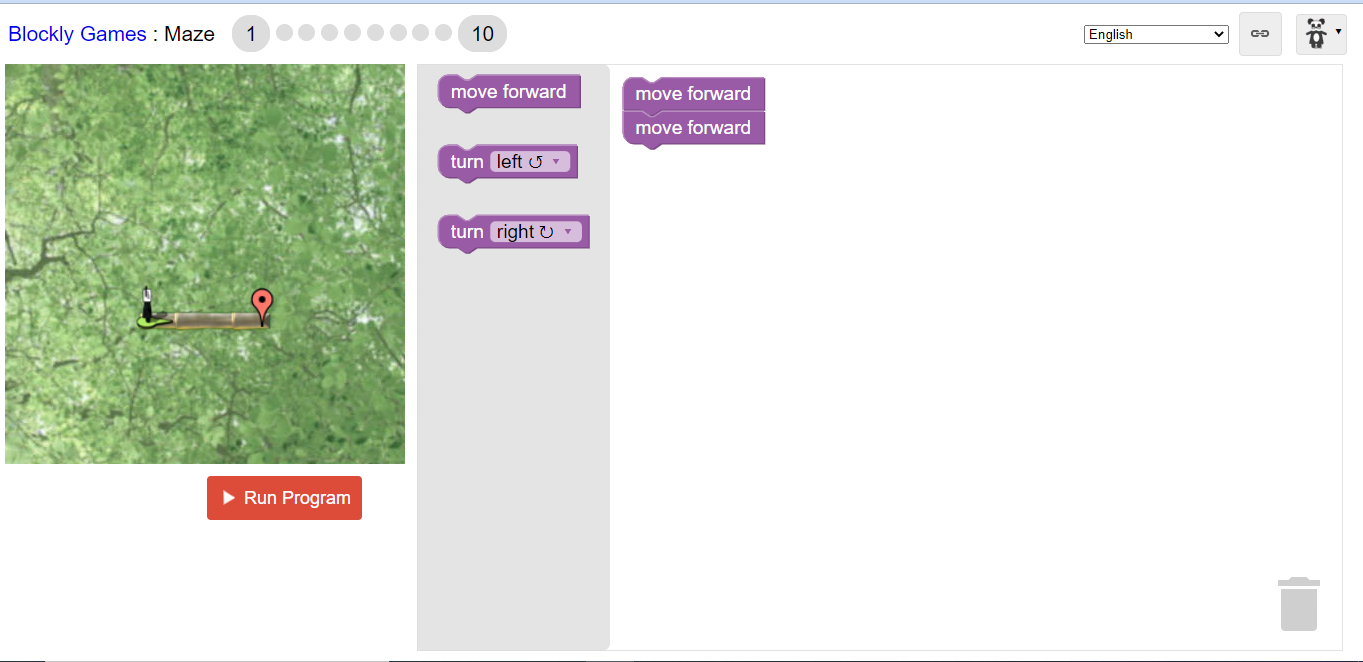 Blockly Games : Maze 1 10 English
move forward
turn left
turn right
move forward
move forward
Run Program